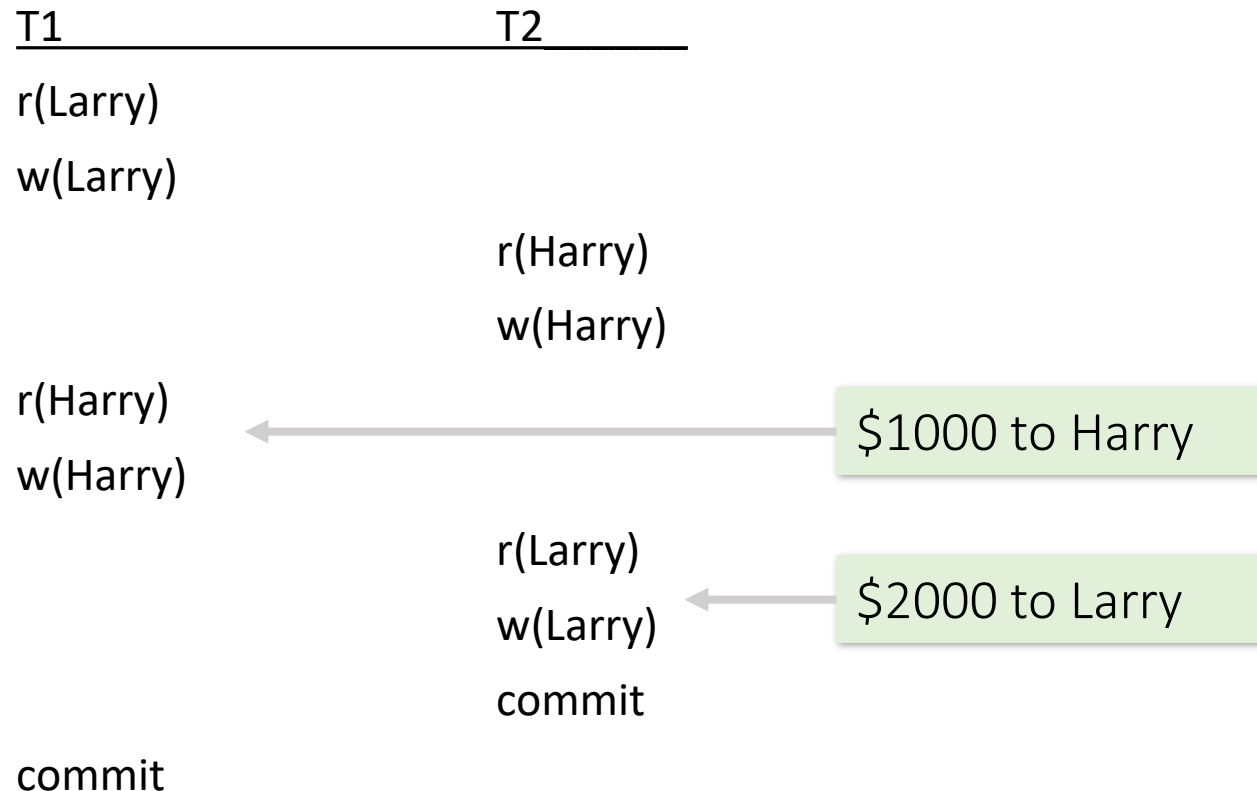 T1 T2
r(Larry)
w(Larry)
r(Harry)
w(Harry)
r(Harry)
$1000 to Harry
w(Harry)
r(Larry)
$2000 to Larry
w(Larry)
commit
commit